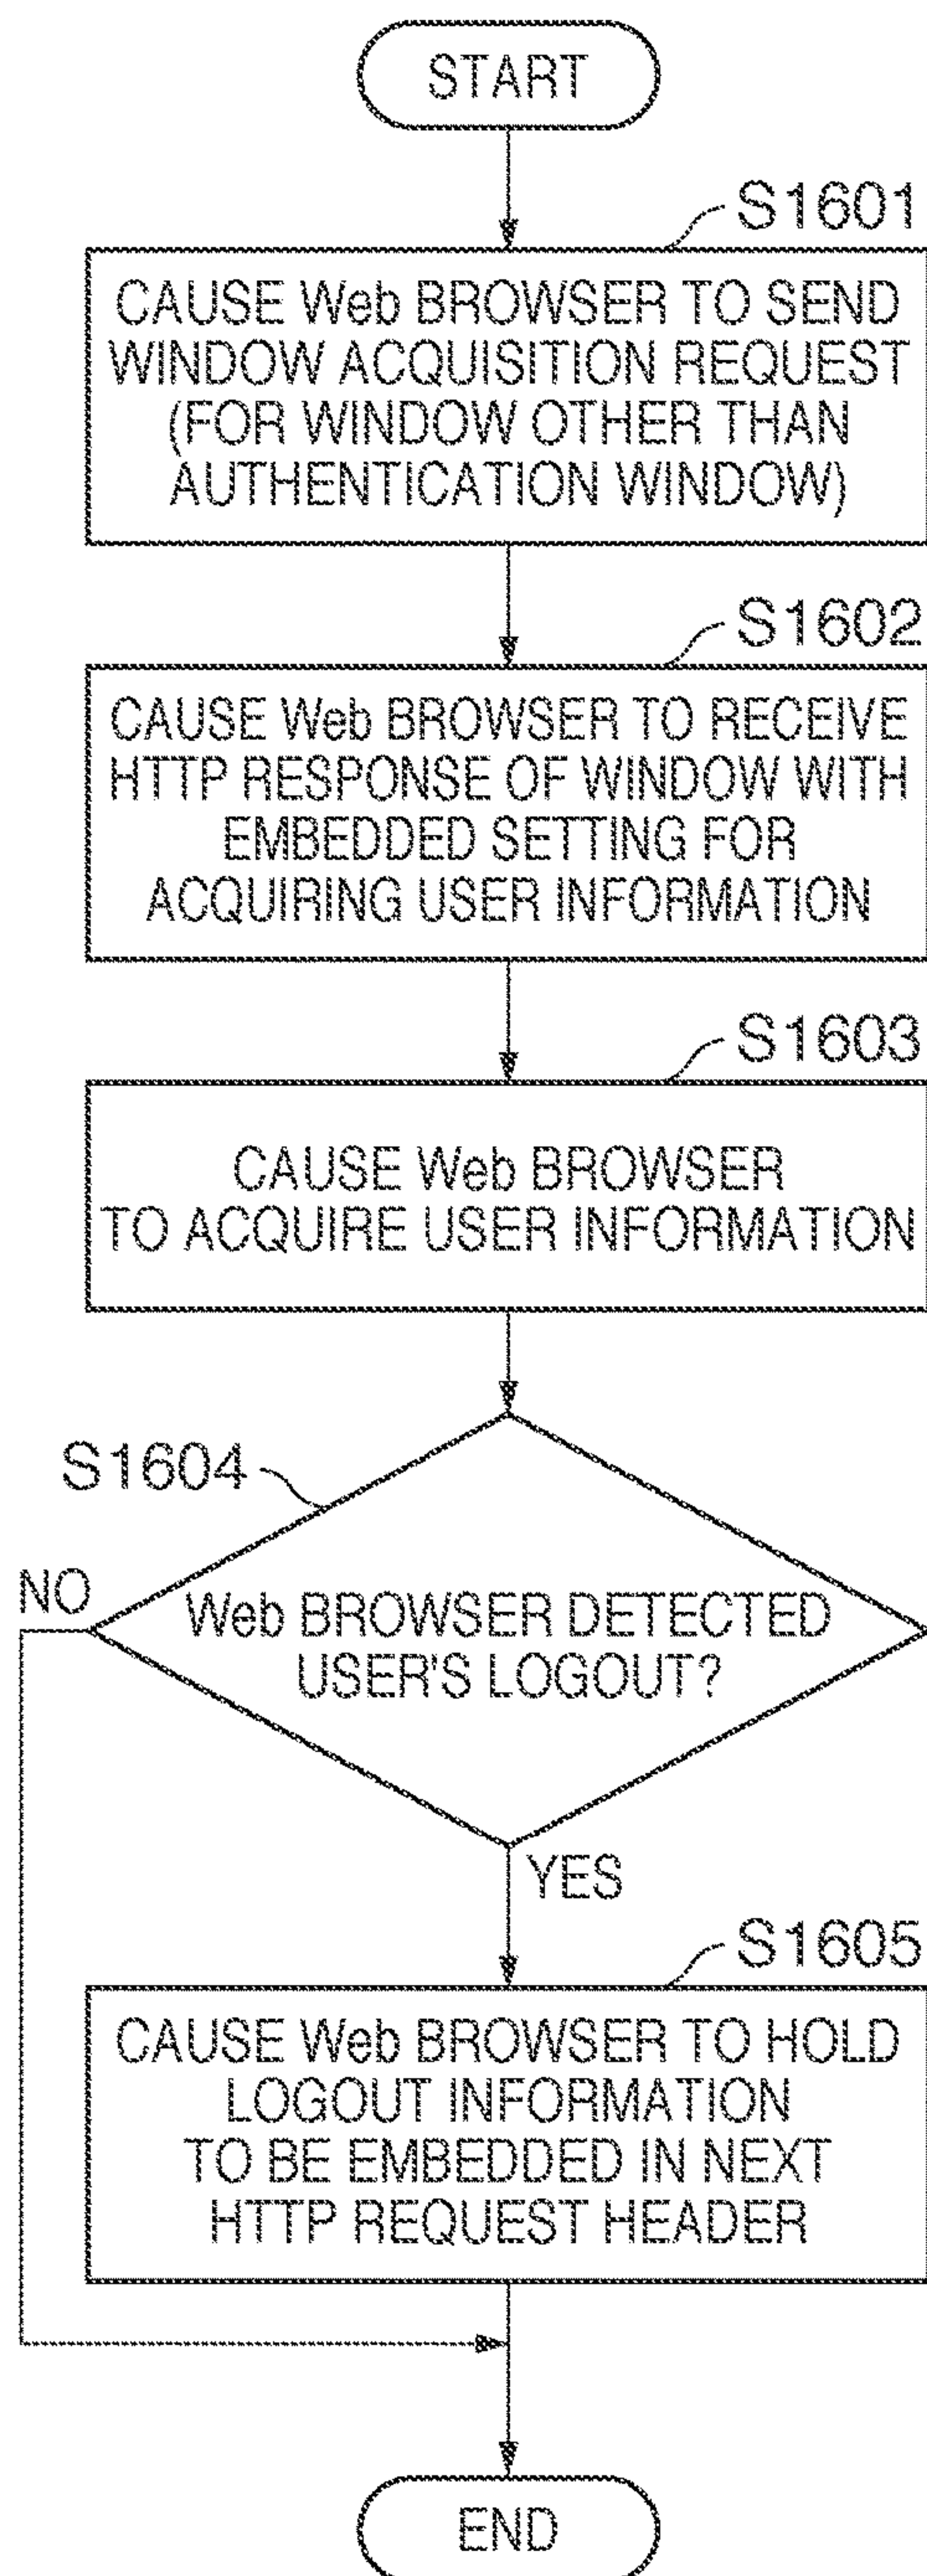 START
S1601
CAUSE Web BROWSER TO SEND
WINDOW ACQUISITION REQUEST
(FOR WINDOW OTHER THAN
AUTHENTICATION WINDOW)
S1602
CAUSE Web BROWSER TO RECEIVE
HTTP RESPONSE OF WINDOW WITH
EMBEDDED SETTING FOR
ACQUIRING USER INFORMATION
S1603
CAUSE Web BROWSER
TO ACQUIRE USER INFORMATION
S1604
NO
Web BROWSER DETECTED
USER'S LOGOUT?
YES
S1605
CAUSE Web BROWSER TO HOLD
LOGOUT INFORMATION
TO BE EMBEDDED IN NEXT
HTTP REQUEST HEADER
END